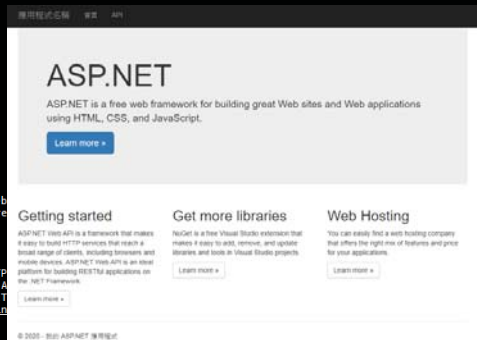 應用程式名稱 首頁 API
ASP.NET
ASP.NET is a free web framework for building great Web sites and Web applications
using HTML, CSS, and JavaScript.
Learn more »
Getting started
ASP.NET Web API is a framework that makes
it easy to build HTTP services that reach a
broad range of clients, including browsers and
mobile devices. ASP.NET Web API is an ideal
platform for building RESTful applications on
the .NET Framework.
Learn more »
Get more libraries
NuGet is a free Visual Studio extension that
makes it easy to add, remove, and update
libraries and tools in Visual Studio projects.
Learn more »
Web Hosting
You can easily find a web hosting company
that offers the right mix of features and price
for your applications.
Learn more »
© 2020 - 我的 ASP.NET 應用程式